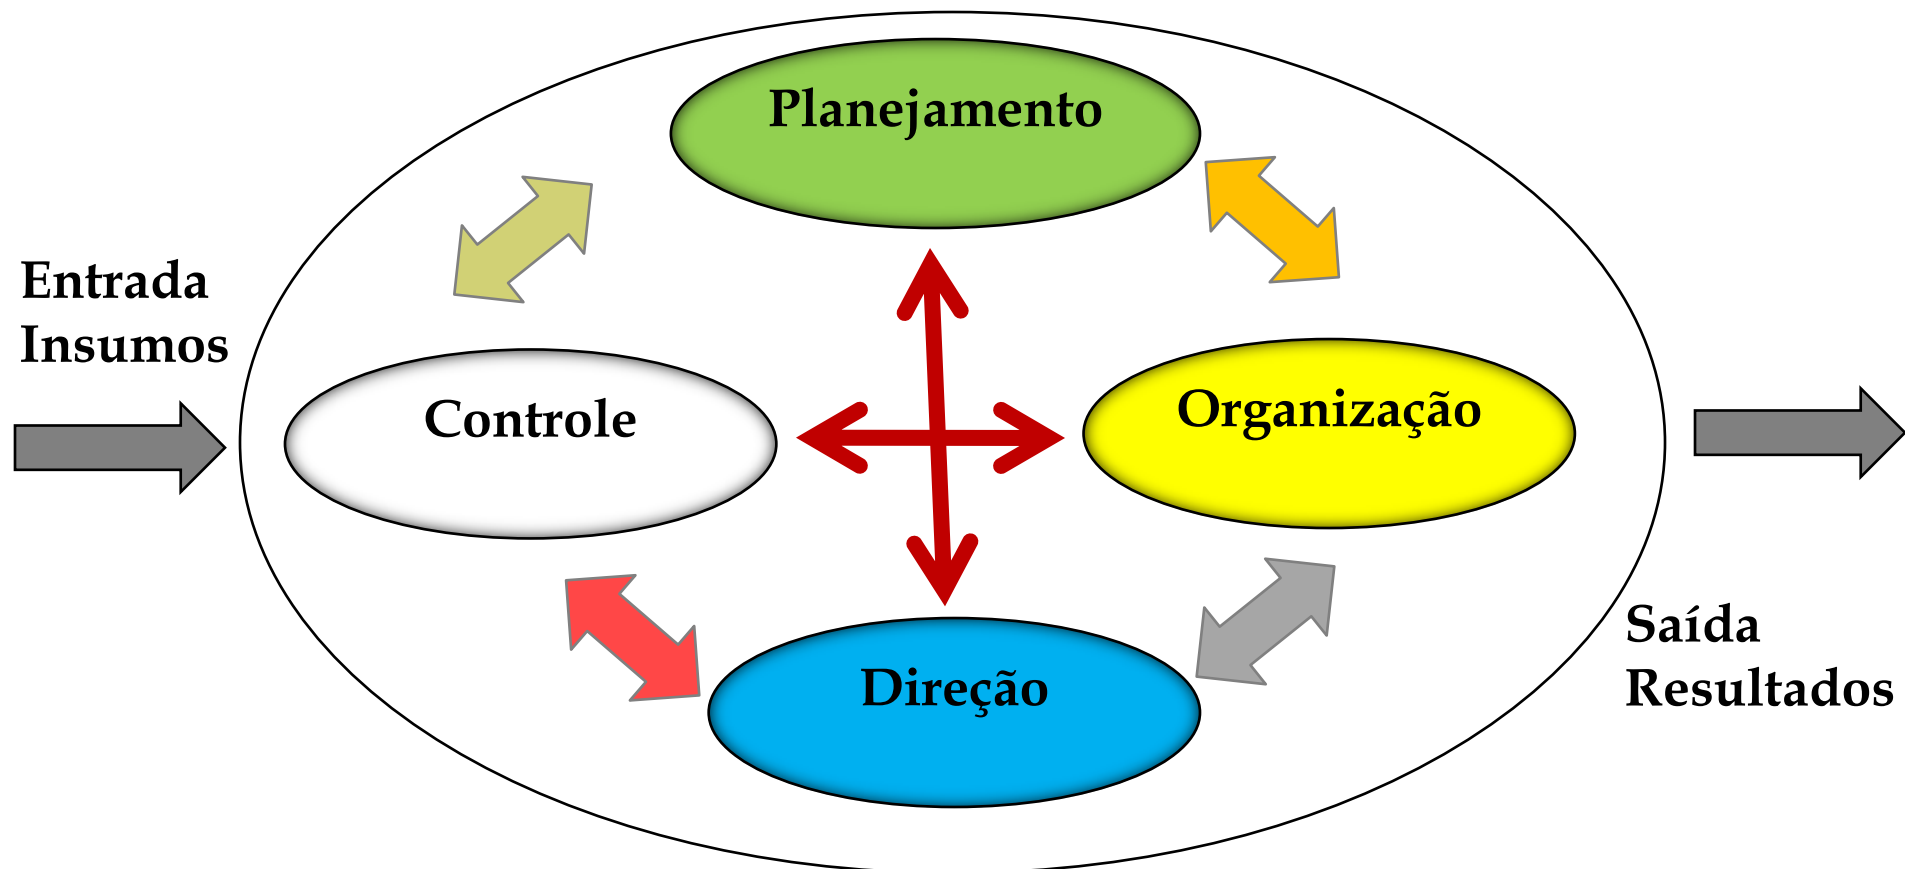 Planejamento
Entrada
Insumos
Controle
Organização
Direção
Saída
Resultados